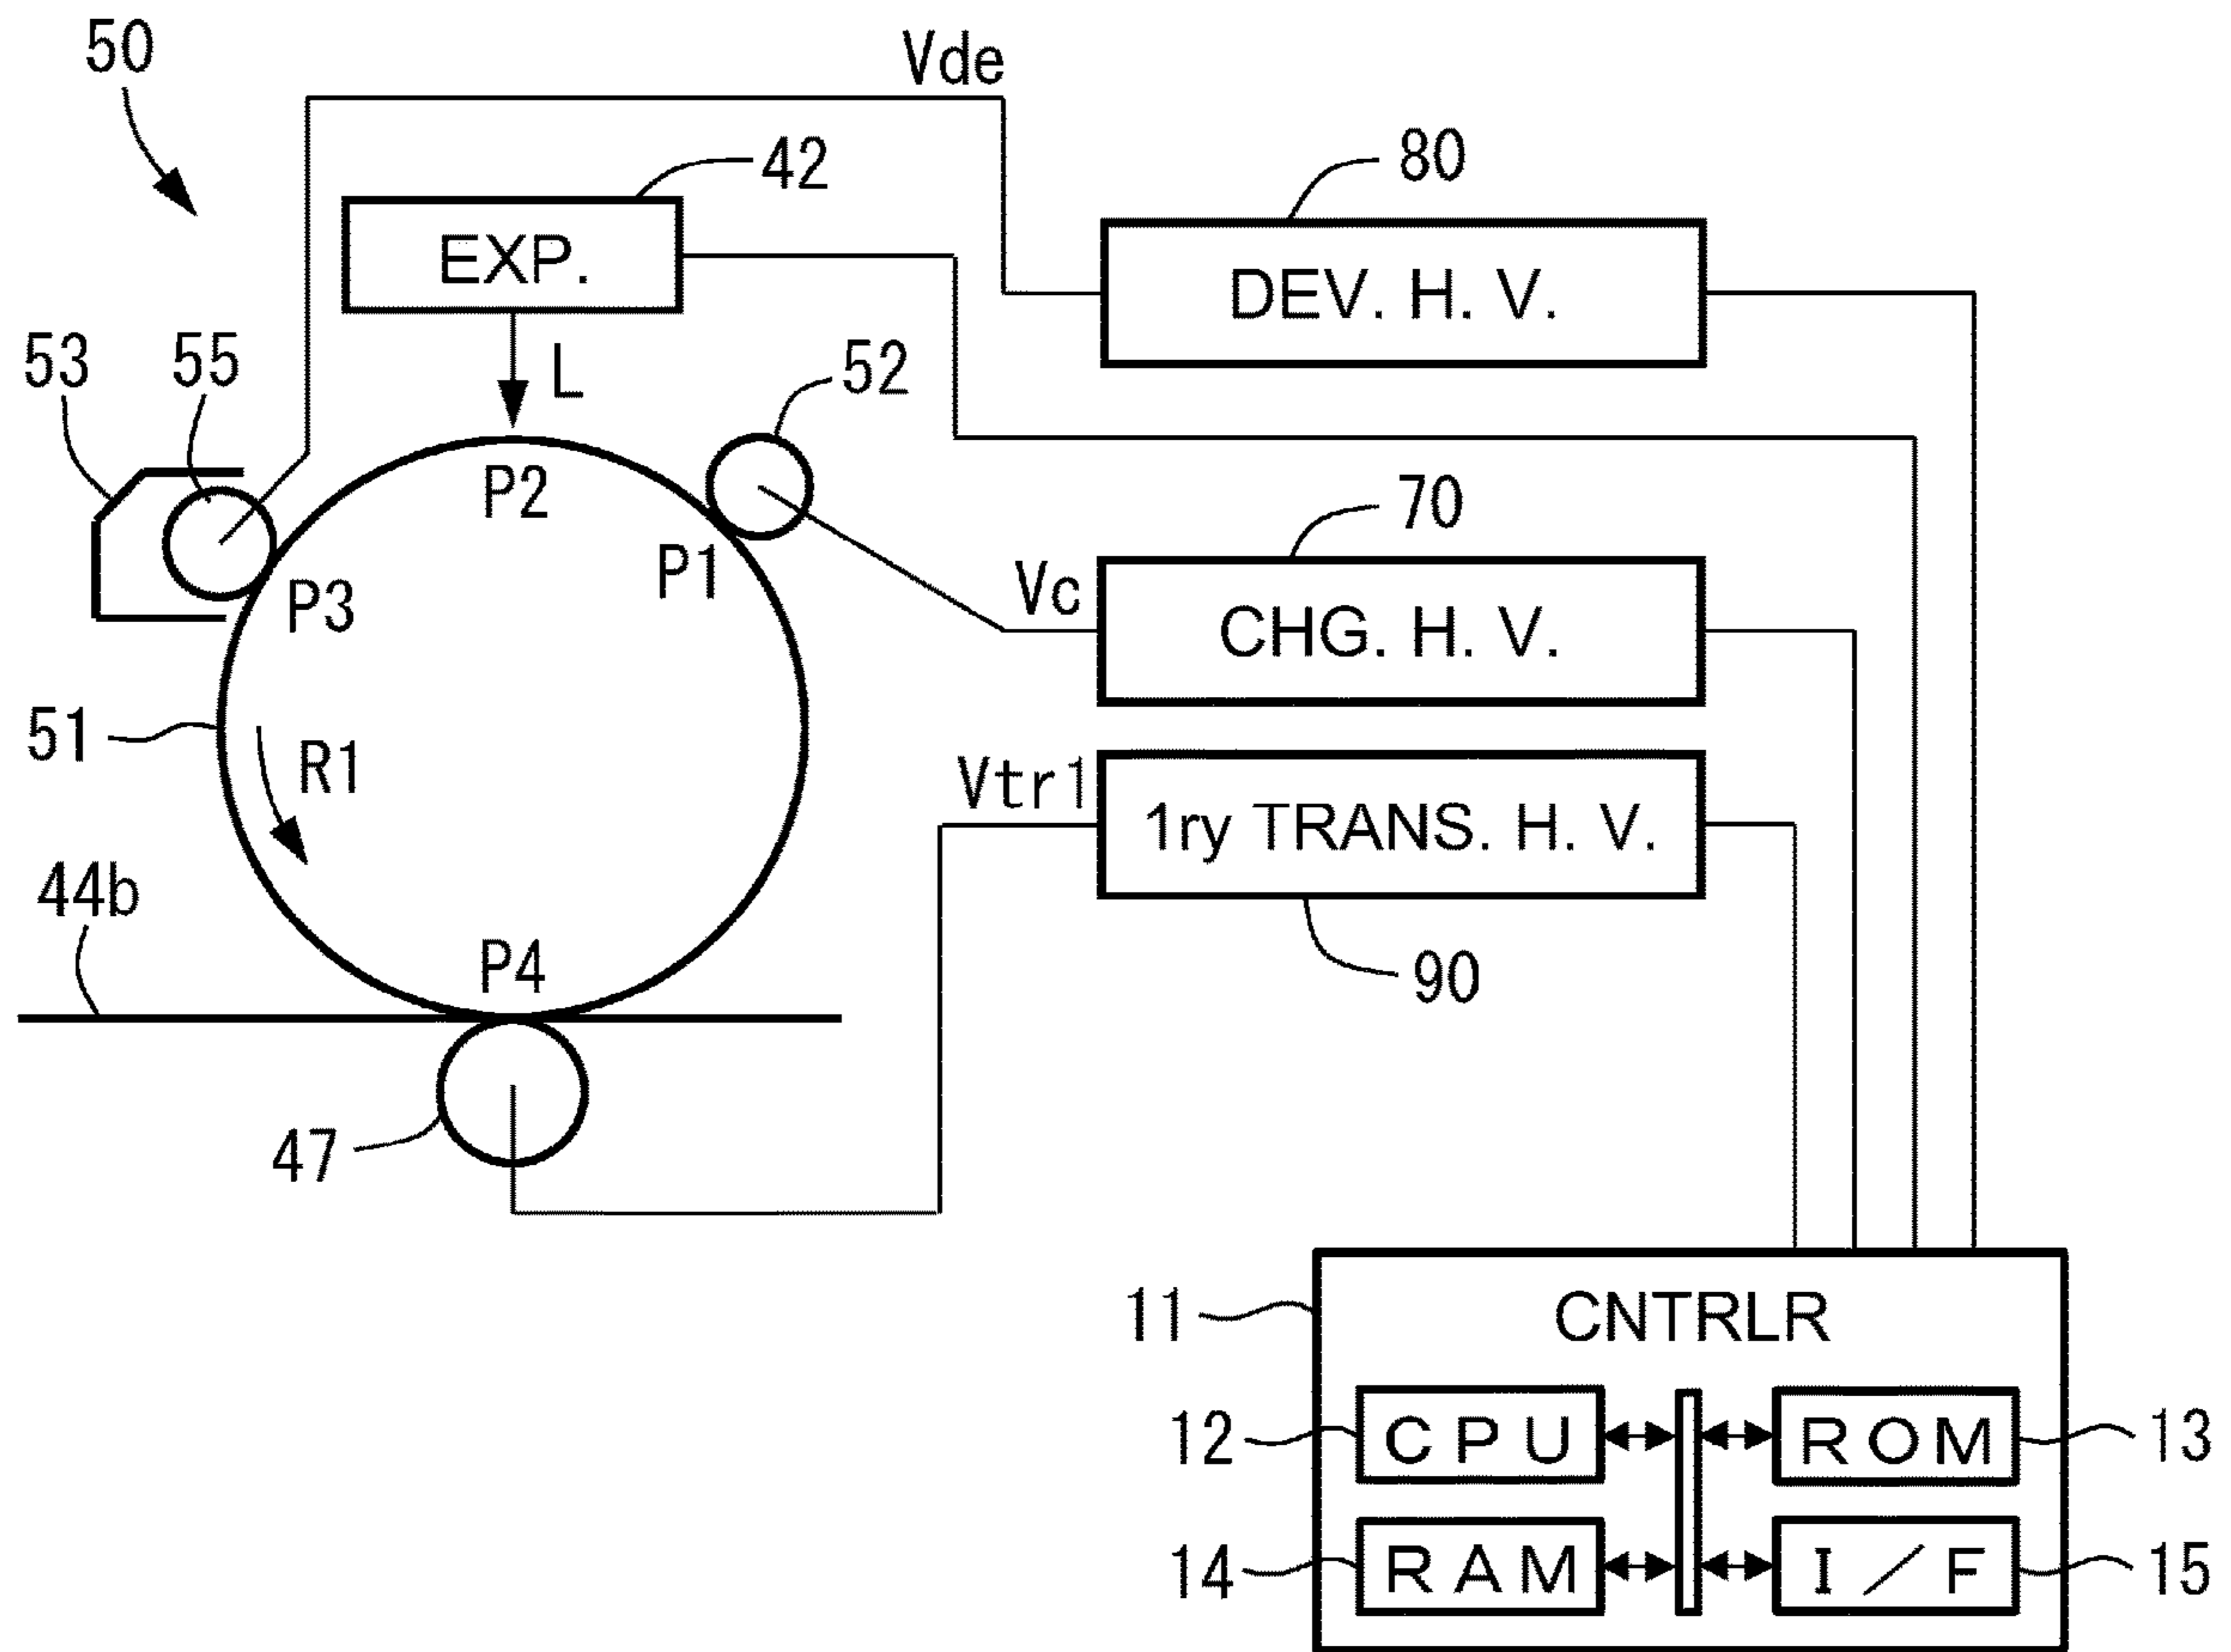 50
Vde
42
80
EXP.
DEV. H. V.
53
55
L
52
P2
70
P1
P3
Vc
CHG. H. V.
51
R1
Vtr1
1ry TRANS. H. V.
44b
P4
90
47
11
CNTRLR
12
CPU
ROM
13
14
RAM
I/F
15